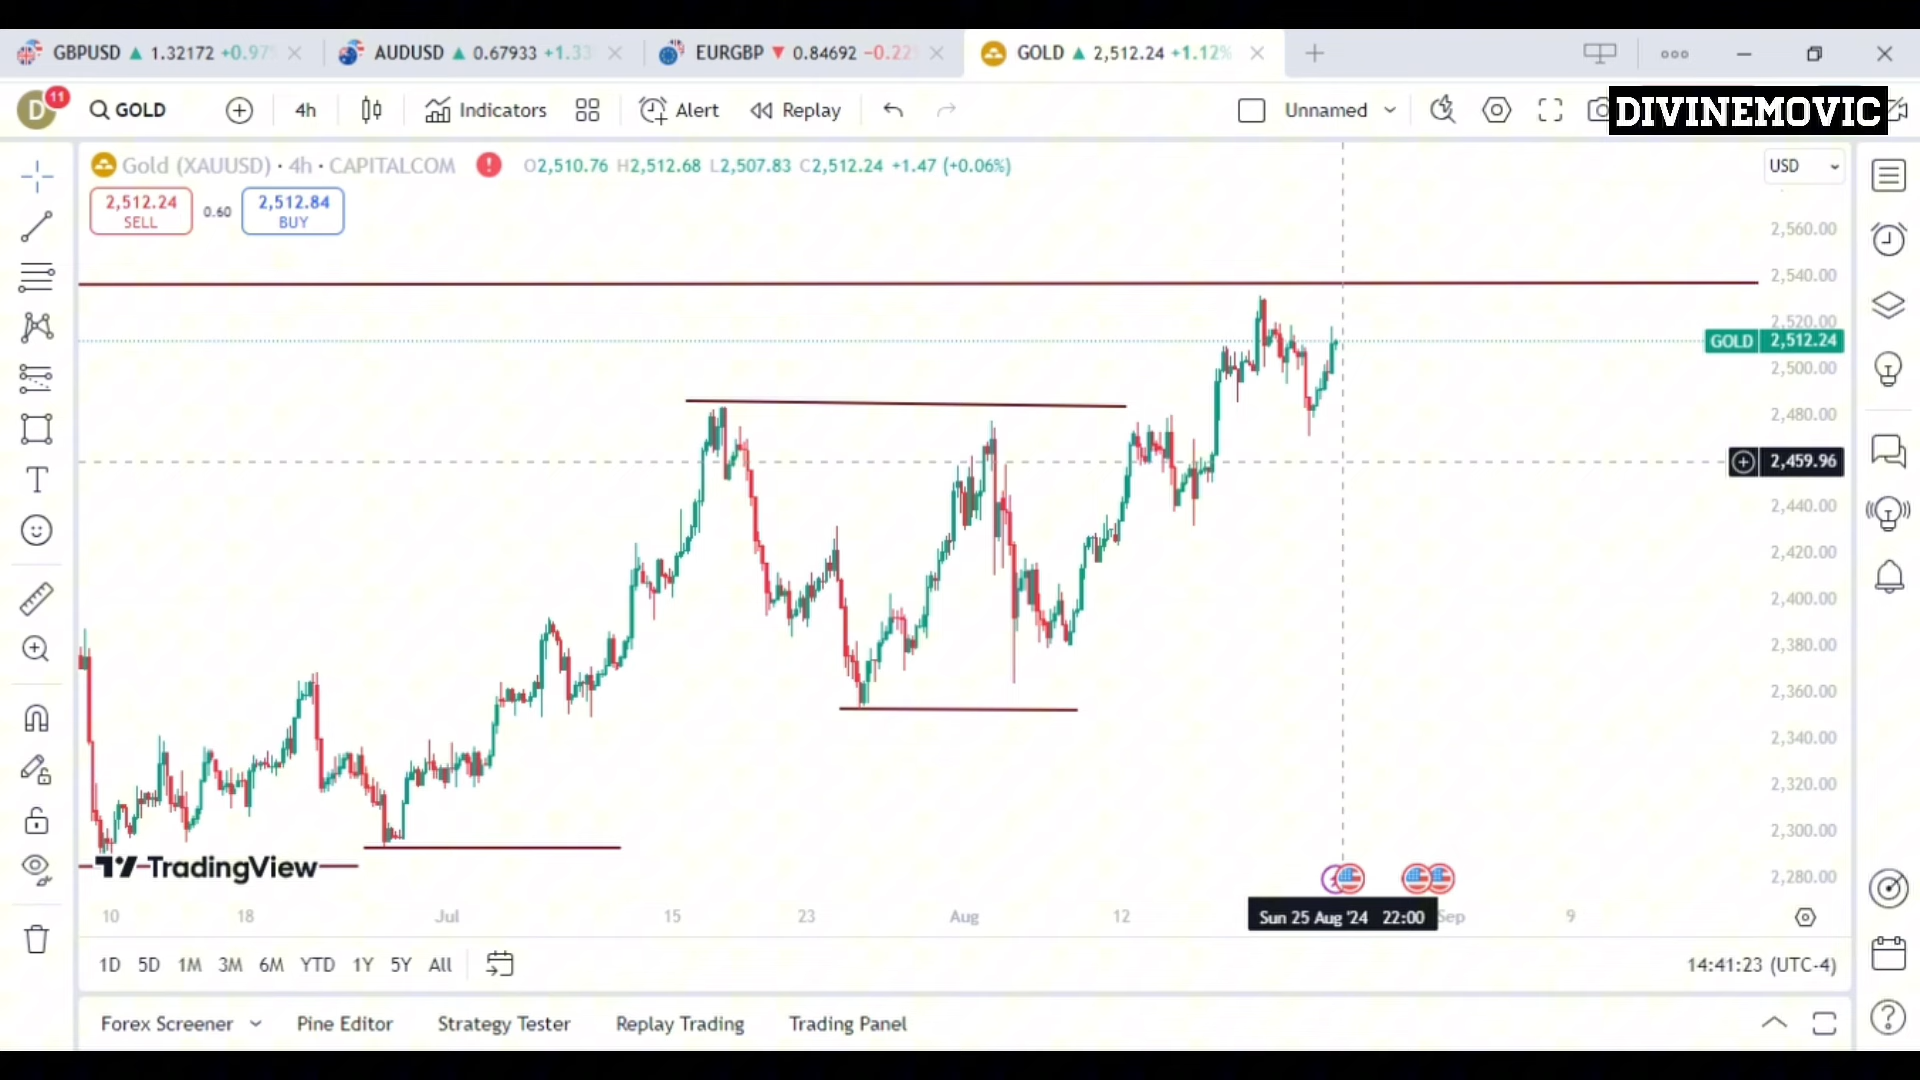 GBPUSD 1.32172 +0.97%
AUDUSD 0.67933 +1.33
EURGBP 0.84692 −0.22
GOLD 2,512.24 +1.12%
D 11 GOLD 4h Indicators Alert Replay Unnamed
DIVINEMOVIC
Gold (XAUUSD) · 4h · CAPITALCOM O2,510.76 H2,512.68 L2,507.83 C2,512.24 +1.47 (+0.06%)
USD
2,512.24 SELL
0.60
2,512.84 BUY
2,560.00
2,540.00
2,520.00
GOLD 2,512.24
2,500.00
2,480.00
2,459.96
2,440.00
2,420.00
2,400.00
2,380.00
2,360.00
2,340.00
2,320.00
2,300.00
2,280.00
TradingView
10 18 Jul 15 23 Aug 12 Sun 25 Aug '24 22:00 Sep 9
1D 5D 1M 3M 6M YTD 1Y 5Y All
14:41:23 (UTC-4)
Forex Screener Pine Editor Strategy Tester Replay Trading Trading Panel